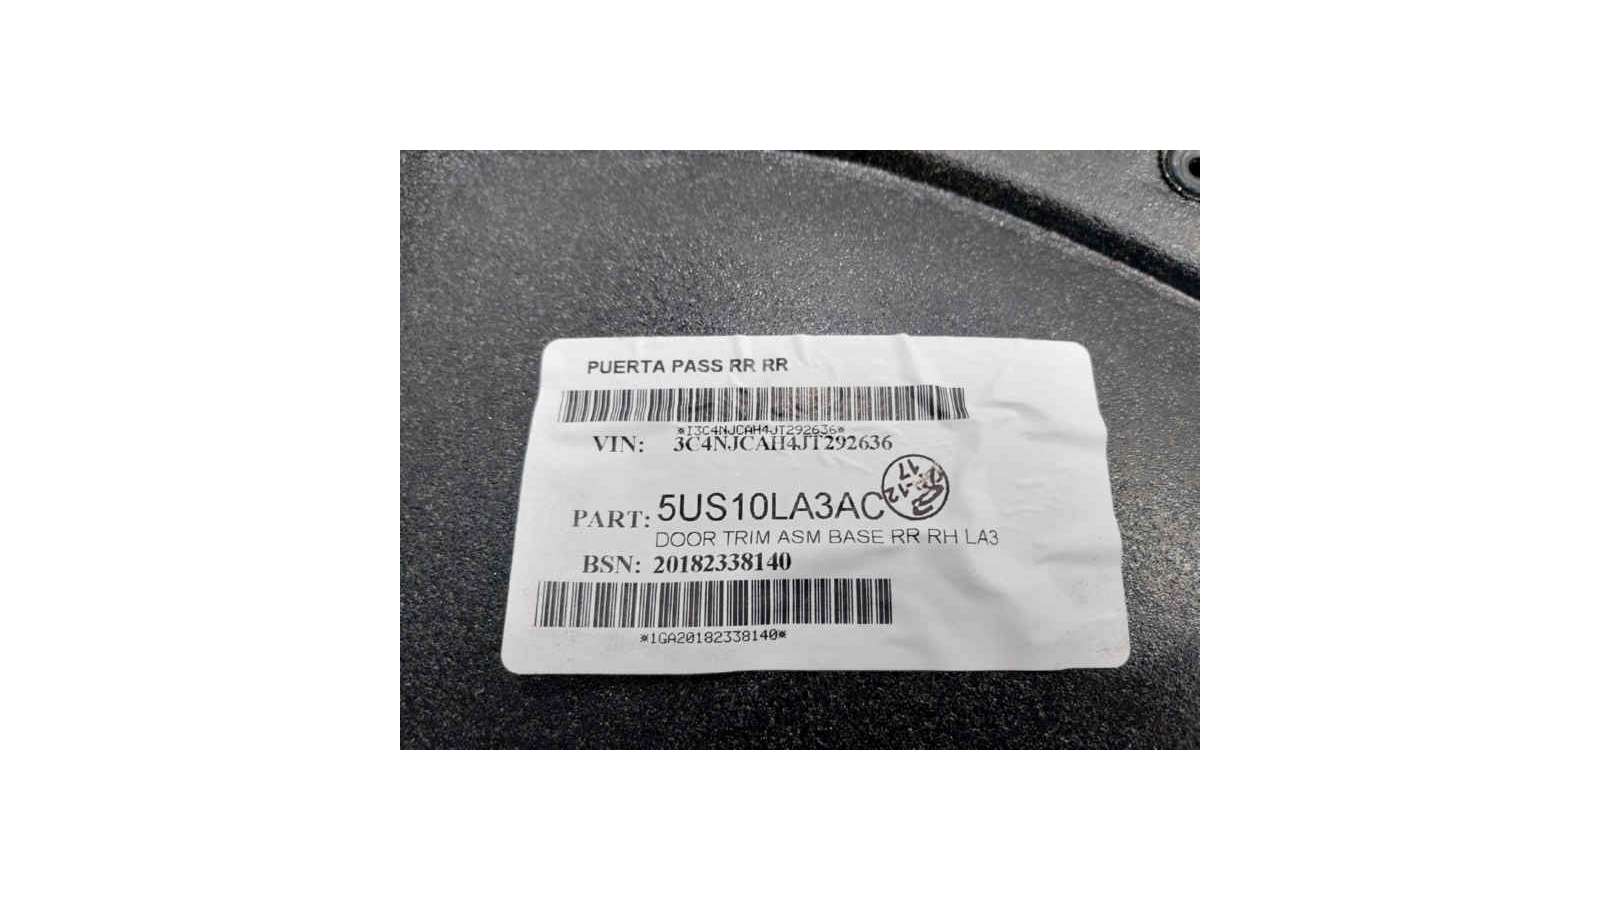 PUERTA PASS RR RR
*I3C4NJCAH4JT292636*
VIN: 3C4NJCAH4JT292636
PART: 5US10LA3AC
DOOR TRIM ASM BASE RR RH LA3
BSN: 20182338140
*1GA20182338140*